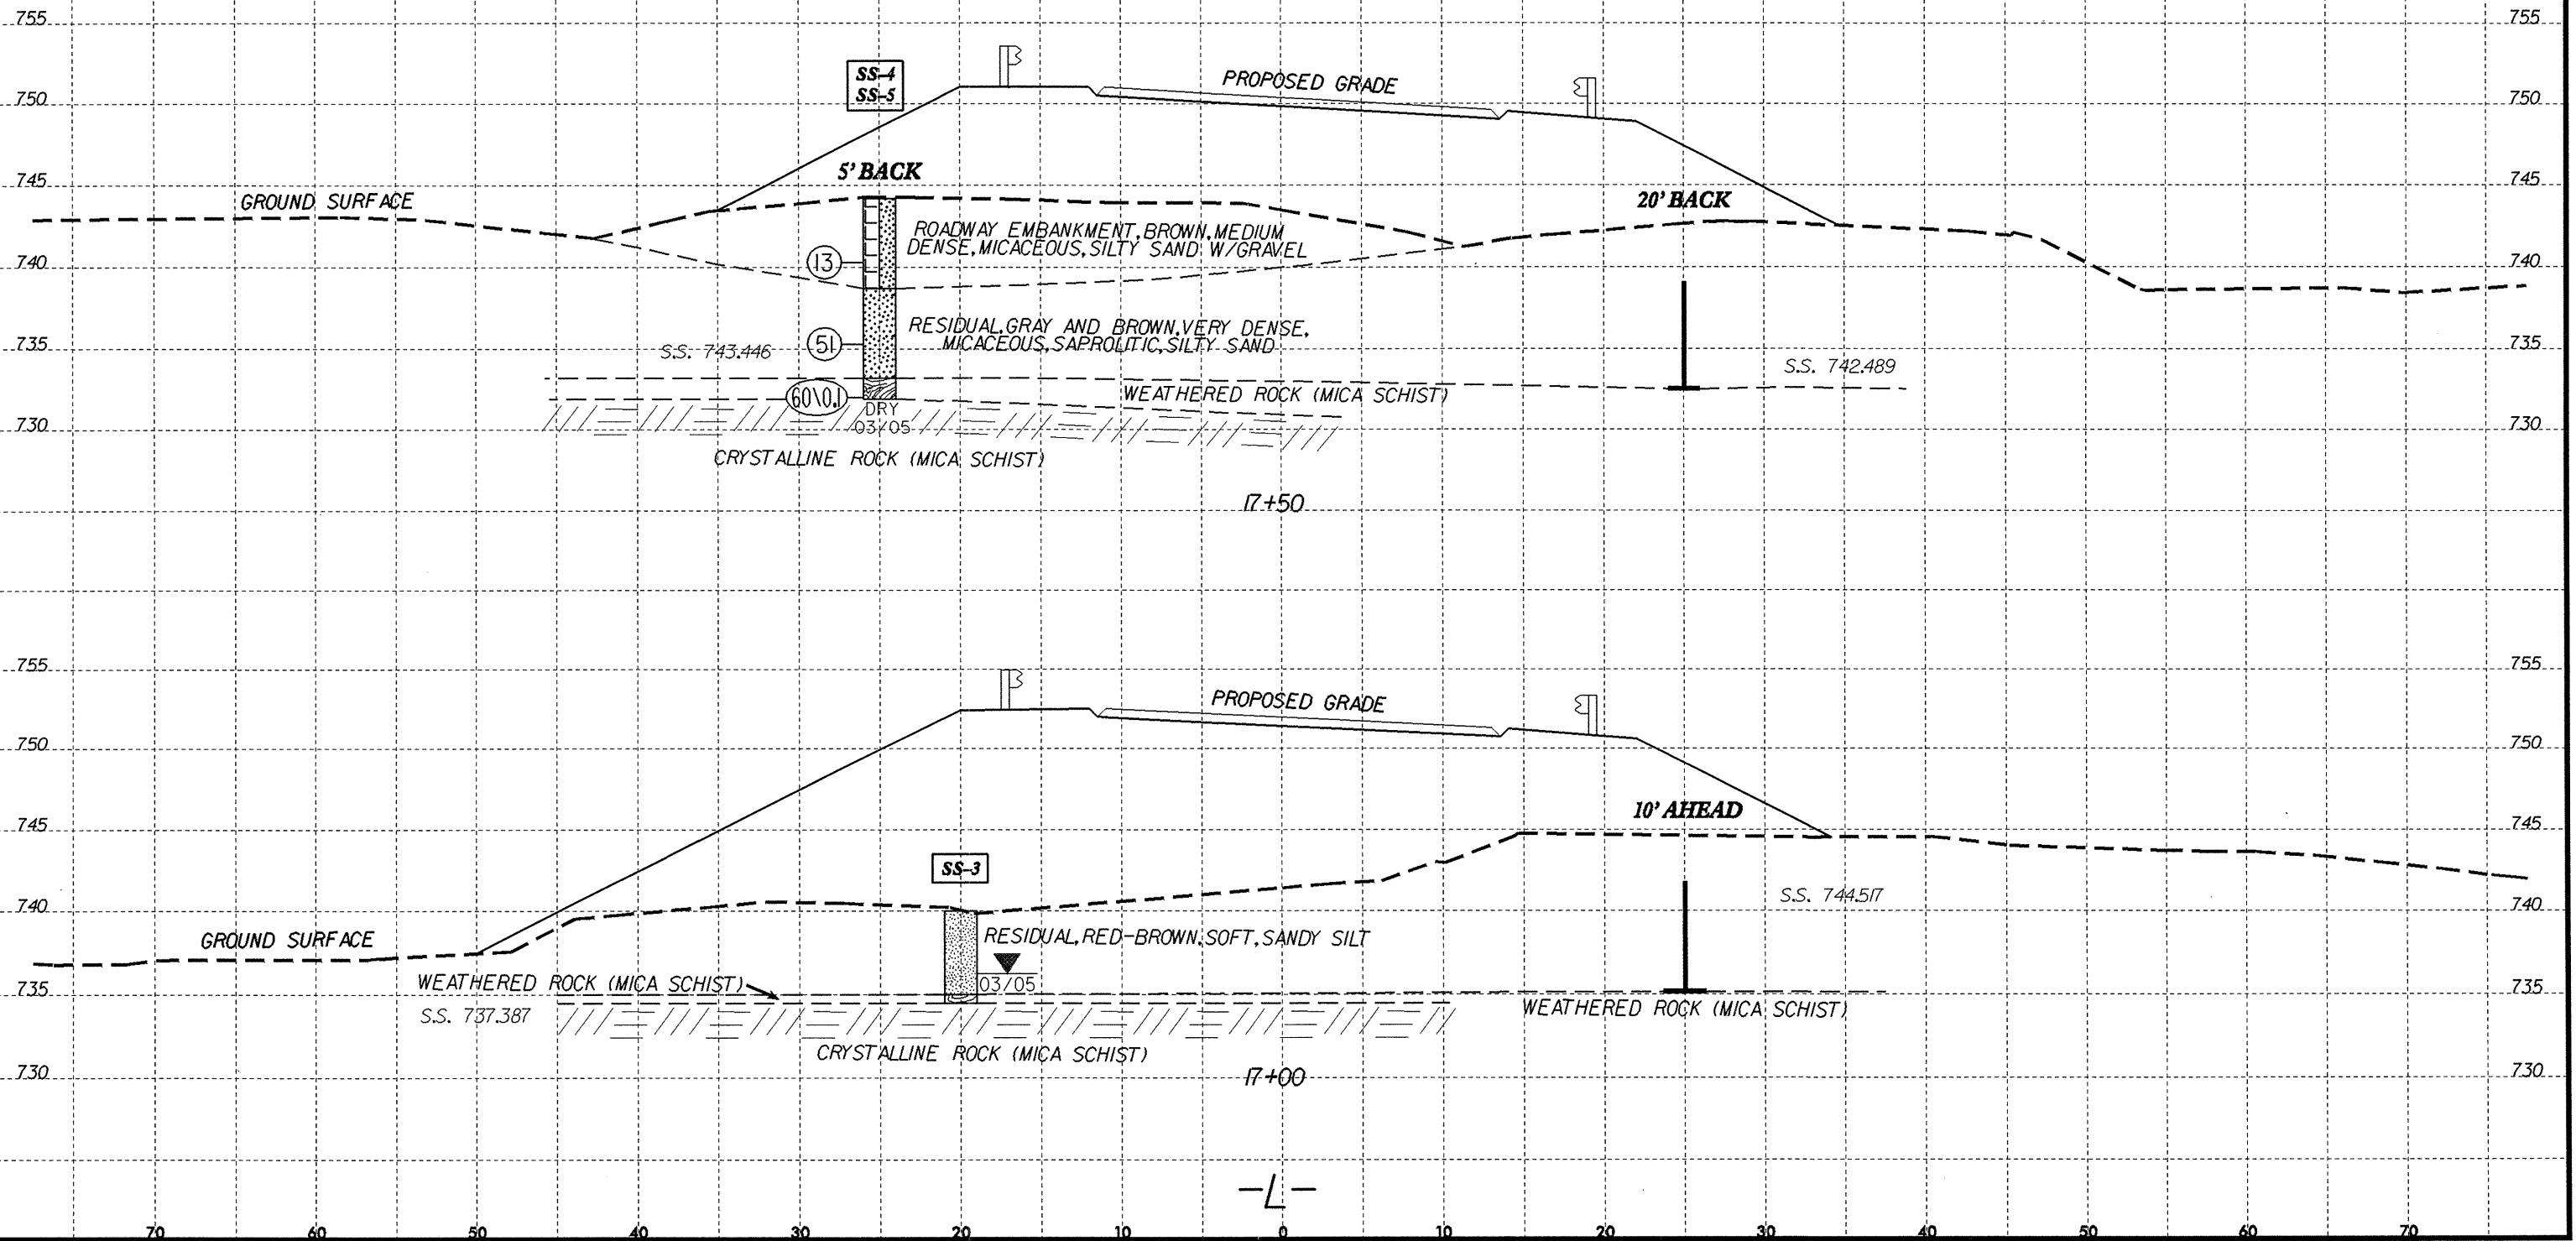 755 755
SS-4
SS-5
PROPOSED GRADE
750 750
5' BACK
745 745
GROUND SURFACE
20' BACK
ROADWAY EMBANKMENT, BROWN, MEDIUM
DENSE, MICACEOUS, SILTY SAND W/GRAVEL
13
740 740
RESIDUAL, GRAY AND BROWN, VERY DENSE,
MICACEOUS, SAPROLITIC, SILTY SAND
51
735 735
S.S. 743.446
S.S. 742.489
WEATHERED ROCK (MICA SCHIST)
60\0.1
DRY
03/05
730 730
CRYSTALLINE ROCK (MICA SCHIST)
17+50
755 755
PROPOSED GRADE
750 750
10' AHEAD
745 745
SS-3
S.S. 744.517
740 740
GROUND SURFACE
RESIDUAL, RED-BROWN, SOFT, SANDY SILT
WEATHERED ROCK (MICA SCHIST)
03/05
735 735
S.S. 737.387
WEATHERED ROCK (MICA SCHIST)
CRYSTALLINE ROCK (MICA SCHIST)
730 730
17+00
-L-
70 60 50 40 30 20 10 0 10 20 30 40 50 60 70